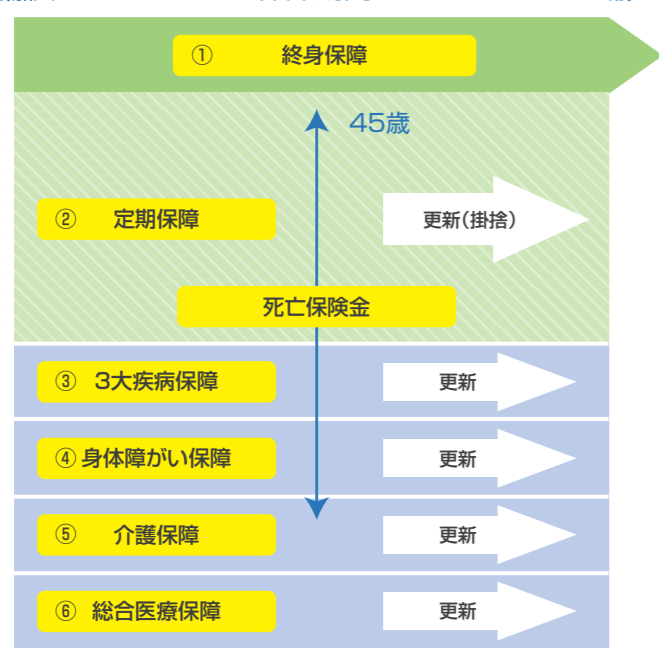 ① 終身保障
45歳
② 定期保障
更新(掛捨)
死亡保険金
③ 3大疾病保障
更新
④ 身体障がい保障
更新
⑤ 介護保障
更新
⑥ 総合医療保障
更新